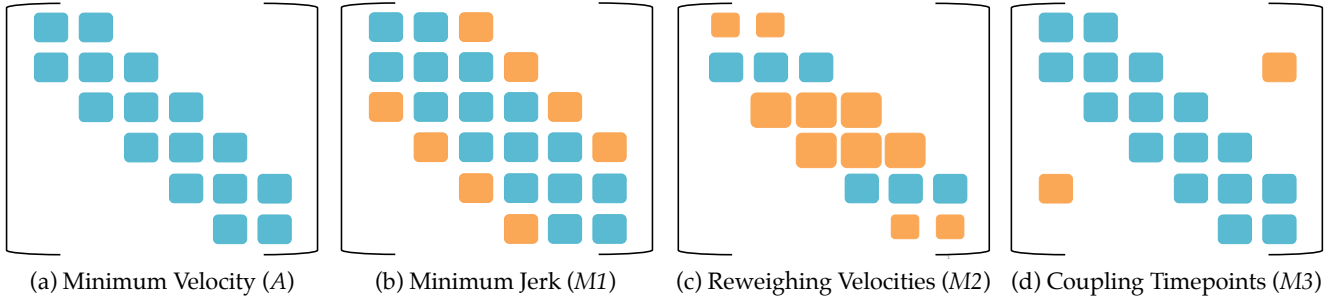 (a) Minimum Velocity (A)
(b) Minimum Jerk (M1)
(c) Reweighing Velocities (M2)
(d) Coupling Timepoints (M3)